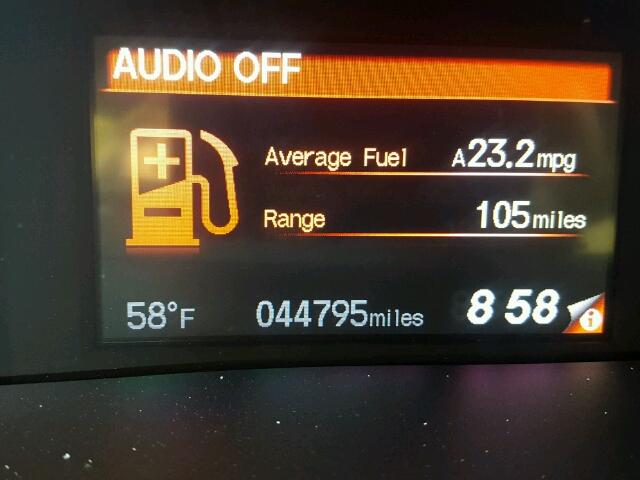 AUDIO OFF
Average Fuel A23.2mpg
Range 105miles
58°F 044795miles 8 58 i